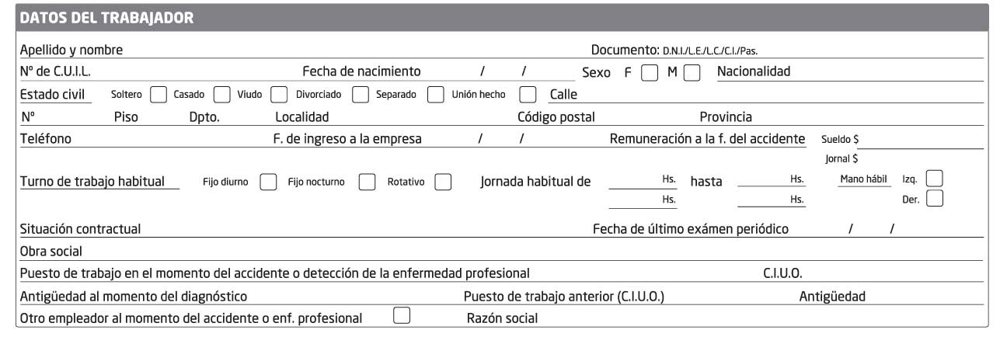 DATOS DEL TRABAJADOR
Apellido y nombre Documento: D.N.I./L.E./L.C./C.I./Pas.
Nº de C.U.I.L. Fecha de nacimiento / / Sexo F M Nacionalidad
Estado civil Soltero Casado Viudo Divorciado Separado Unión hecho Calle
Nº Piso Dpto. Localidad Código postal Provincia
Teléfono F. de ingreso a la empresa / / Remuneración a la f. del accidente Sueldo $
Jornal $
Turno de trabajo habitual Fijo diurno Fijo nocturno Rotativo Jornada habitual de Hs. hasta Hs. Mano hábil Izq.
Hs. Hs. Der.
Situación contractual Fecha de último exámen periódico / /
Obra social
Puesto de trabajo en el momento del accidente o detección de la enfermedad profesional C.I.U.O.
Antigüedad al momento del diagnóstico Puesto de trabajo anterior (C.I.U.O.) Antigüedad
Otro empleador al momento del accidente o enf. profesional Razón social